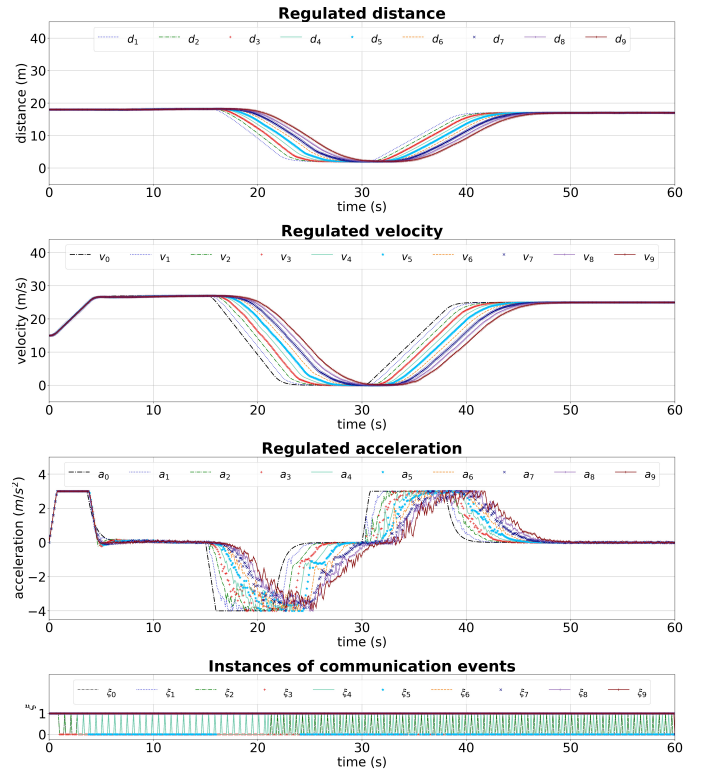 Regulated distance
d₁ d₂ d₃ d₄ d₅ d₆ d₇ d₈ d₉
40
30
20
10
0
distance (m)
0 10 20 30 40 50 60
time (s)
Regulated velocity
v₀ v₁ v₂ v₃ v₄ v₅ v₆ v₇ v₈ v₉
40
30
20
10
0
velocity (m/s)
0 10 20 30 40 50 60
time (s)
Regulated acceleration
a₀ a₁ a₂ a₃ a₄ a₅ a₆ a₇ a₈ a₉
4
2
0
−2
−4
acceleration (m/s²)
0 10 20 30 40 50 60
time (s)
Instances of communication events
ξ₀ ξ₁ ξ₂ ξ₃ ξ₄ ξ₅ ξ₆ ξ₇ ξ₈ ξ₉
ξ
1
0
0 10 20 30 40 50 60
time (s)